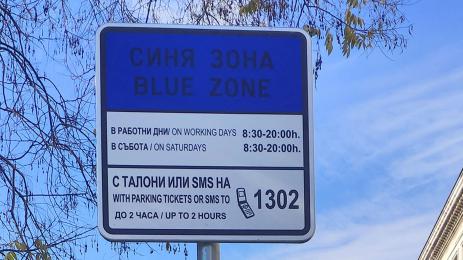 СИНЯ ЗОНА
BLUE ZONE
В РАБОТНИ ДНИ/ ON WORKING DAYS 8:30-20:00h.
В СЪБОТА / ON SATURDAYS 8:30-20:00h.
С ТАЛОНИ ИЛИ SMS НА
WITH PARKING TICKETS OR SMS TO 1302
ДО 2 ЧАСА / UP TO 2 HOURS